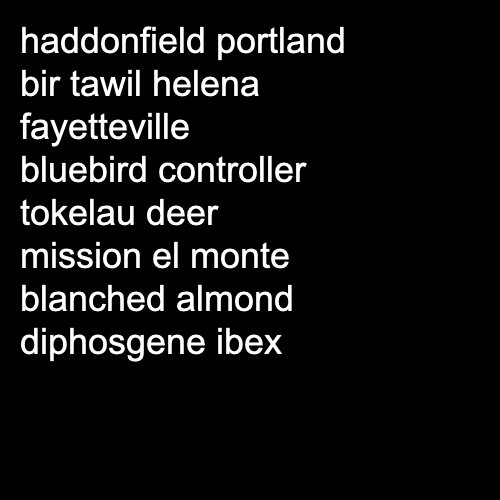 haddonfield portland
bir tawil helena
fayetteville
bluebird controller
tokelau deer
mission el monte
blanched almond
diphosgene ibex